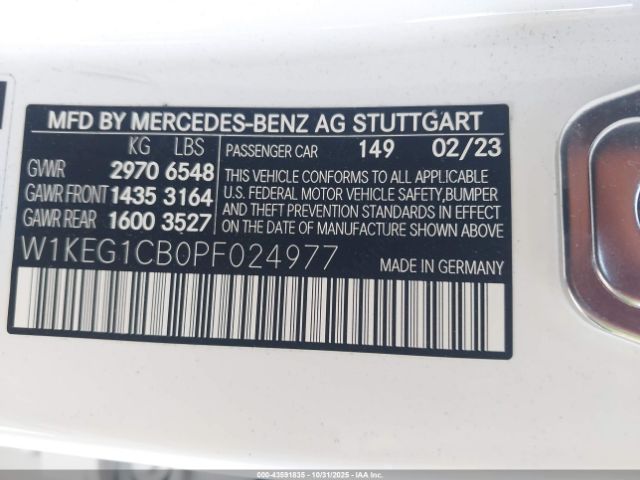 MFD BY MERCEDES-BENZ AG STUTTGART
KG LBS
GVWR 2970 6548
GAWR FRONT 1435 3164
GAWR REAR 1600 3527
PASSENGER CAR 149 02/23
THIS VEHICLE CONFORMS TO ALL APPLICABLE
U.S. FEDERAL MOTOR VEHICLE SAFETY,BUMPER
AND THEFT PREVENTION STANDARDS IN EFFECT
ON THE DATE OF MANUFACTURE SHOWN ABOVE
W1KEG1CB0PF024977
MADE IN GERMANY
000-43591835 - 10/31/2025 - IAAI.COM